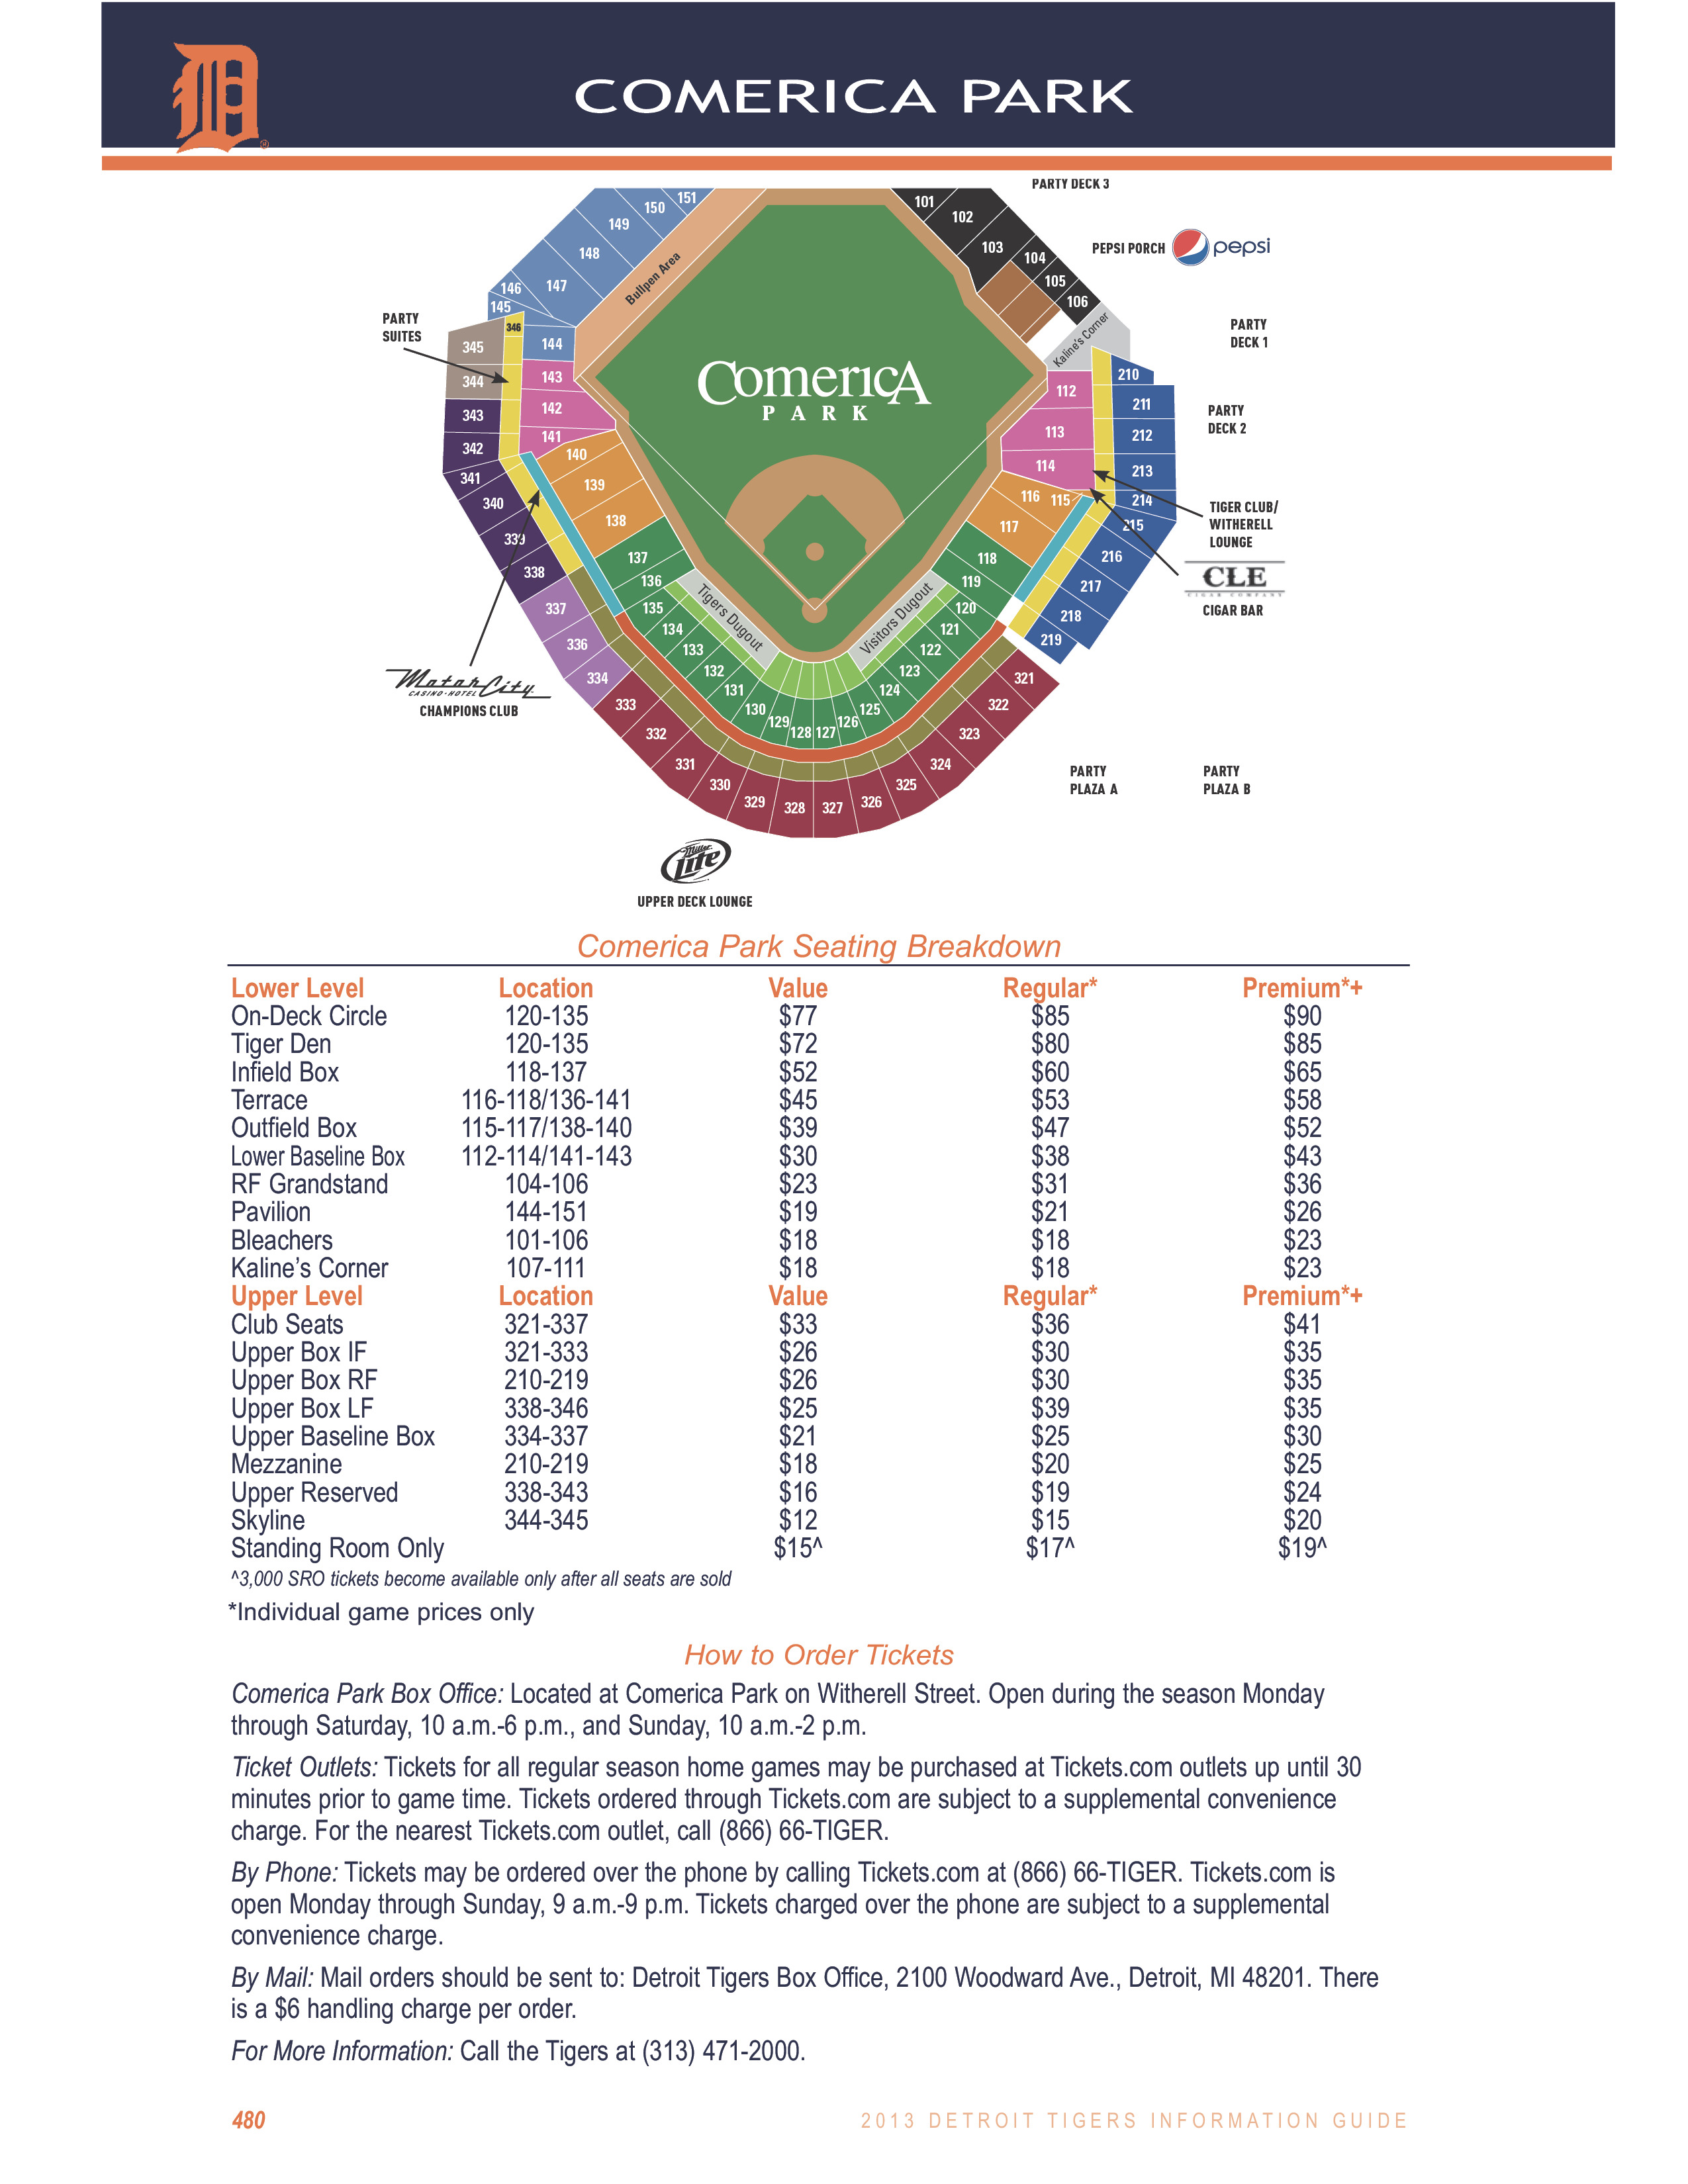 COMERICA PARK
PARTY DECK 3
151
150
149
148
147
146
145
144
143
142
141
140
139
138
137
136
135
134
133
132
131
130
129
128
127
126
125
124
123
122
121
120
119
118
117
116
115
114
113
112
101
102
103
104
105
106
Bullpen Area
Kaline's Corner
PEPSI PORCH
pepsi
PARTY
DECK 1
PARTY
DECK 2
PARTY
SUITES
346
345
344
343
342
341
340
339
338
337
336
334
333
332
331
330
329
328
327
326
325
324
323
322
321
210
211
212
213
214
215
216
217
218
219
COMERICA
PARK
Tigers Dugout
Visitors Dugout
TIGER CLUB/
WITHERELL
LOUNGE
CLE
CIGAR COMPANY
CIGAR BAR
MotorCity
CASINO·HOTEL
CHAMPIONS CLUB
PARTY
PLAZA A
PARTY
PLAZA B
Miller
Lite
UPPER DECK LOUNGE
Comerica Park Seating Breakdown
Lower Level Location Value Regular* Premium*+
On-Deck Circle 120-135 $77 $85 $90
Tiger Den 120-135 $72 $80 $85
Infield Box 118-137 $52 $60 $65
Terrace 116-118/136-141 $45 $53 $58
Outfield Box 115-117/138-140 $39 $47 $52
Lower Baseline Box 112-114/141-143 $30 $38 $43
RF Grandstand 104-106 $23 $31 $36
Pavilion 144-151 $19 $21 $26
Bleachers 101-106 $18 $18 $23
Kaline’s Corner 107-111 $18 $18 $23
Upper Level Location Value Regular* Premium*+
Club Seats 321-337 $33 $36 $41
Upper Box IF 321-333 $26 $30 $35
Upper Box RF 210-219 $26 $30 $35
Upper Box LF 338-346 $25 $39 $35
Upper Baseline Box 334-337 $21 $25 $30
Mezzanine 210-219 $18 $20 $25
Upper Reserved 338-343 $16 $19 $24
Skyline 344-345 $12 $15 $20
Standing Room Only $15^ $17^ $19^
^3,000 SRO tickets become available only after all seats are sold
*Individual game prices only
How to Order Tickets
Comerica Park Box Office: Located at Comerica Park on Witherell Street. Open during the season Monday
through Saturday, 10 a.m.-6 p.m., and Sunday, 10 a.m.-2 p.m.
Ticket Outlets: Tickets for all regular season home games may be purchased at Tickets.com outlets up until 30
minutes prior to game time. Tickets ordered through Tickets.com are subject to a supplemental convenience
charge. For the nearest Tickets.com outlet, call (866) 66-TIGER.
By Phone: Tickets may be ordered over the phone by calling Tickets.com at (866) 66-TIGER. Tickets.com is
open Monday through Sunday, 9 a.m.-9 p.m. Tickets charged over the phone are subject to a supplemental
convenience charge.
By Mail: Mail orders should be sent to: Detroit Tigers Box Office, 2100 Woodward Ave., Detroit, MI 48201. There
is a $6 handling charge per order.
For More Information: Call the Tigers at (313) 471-2000.
480
2013 DETROIT TIGERS INFORMATION GUIDE